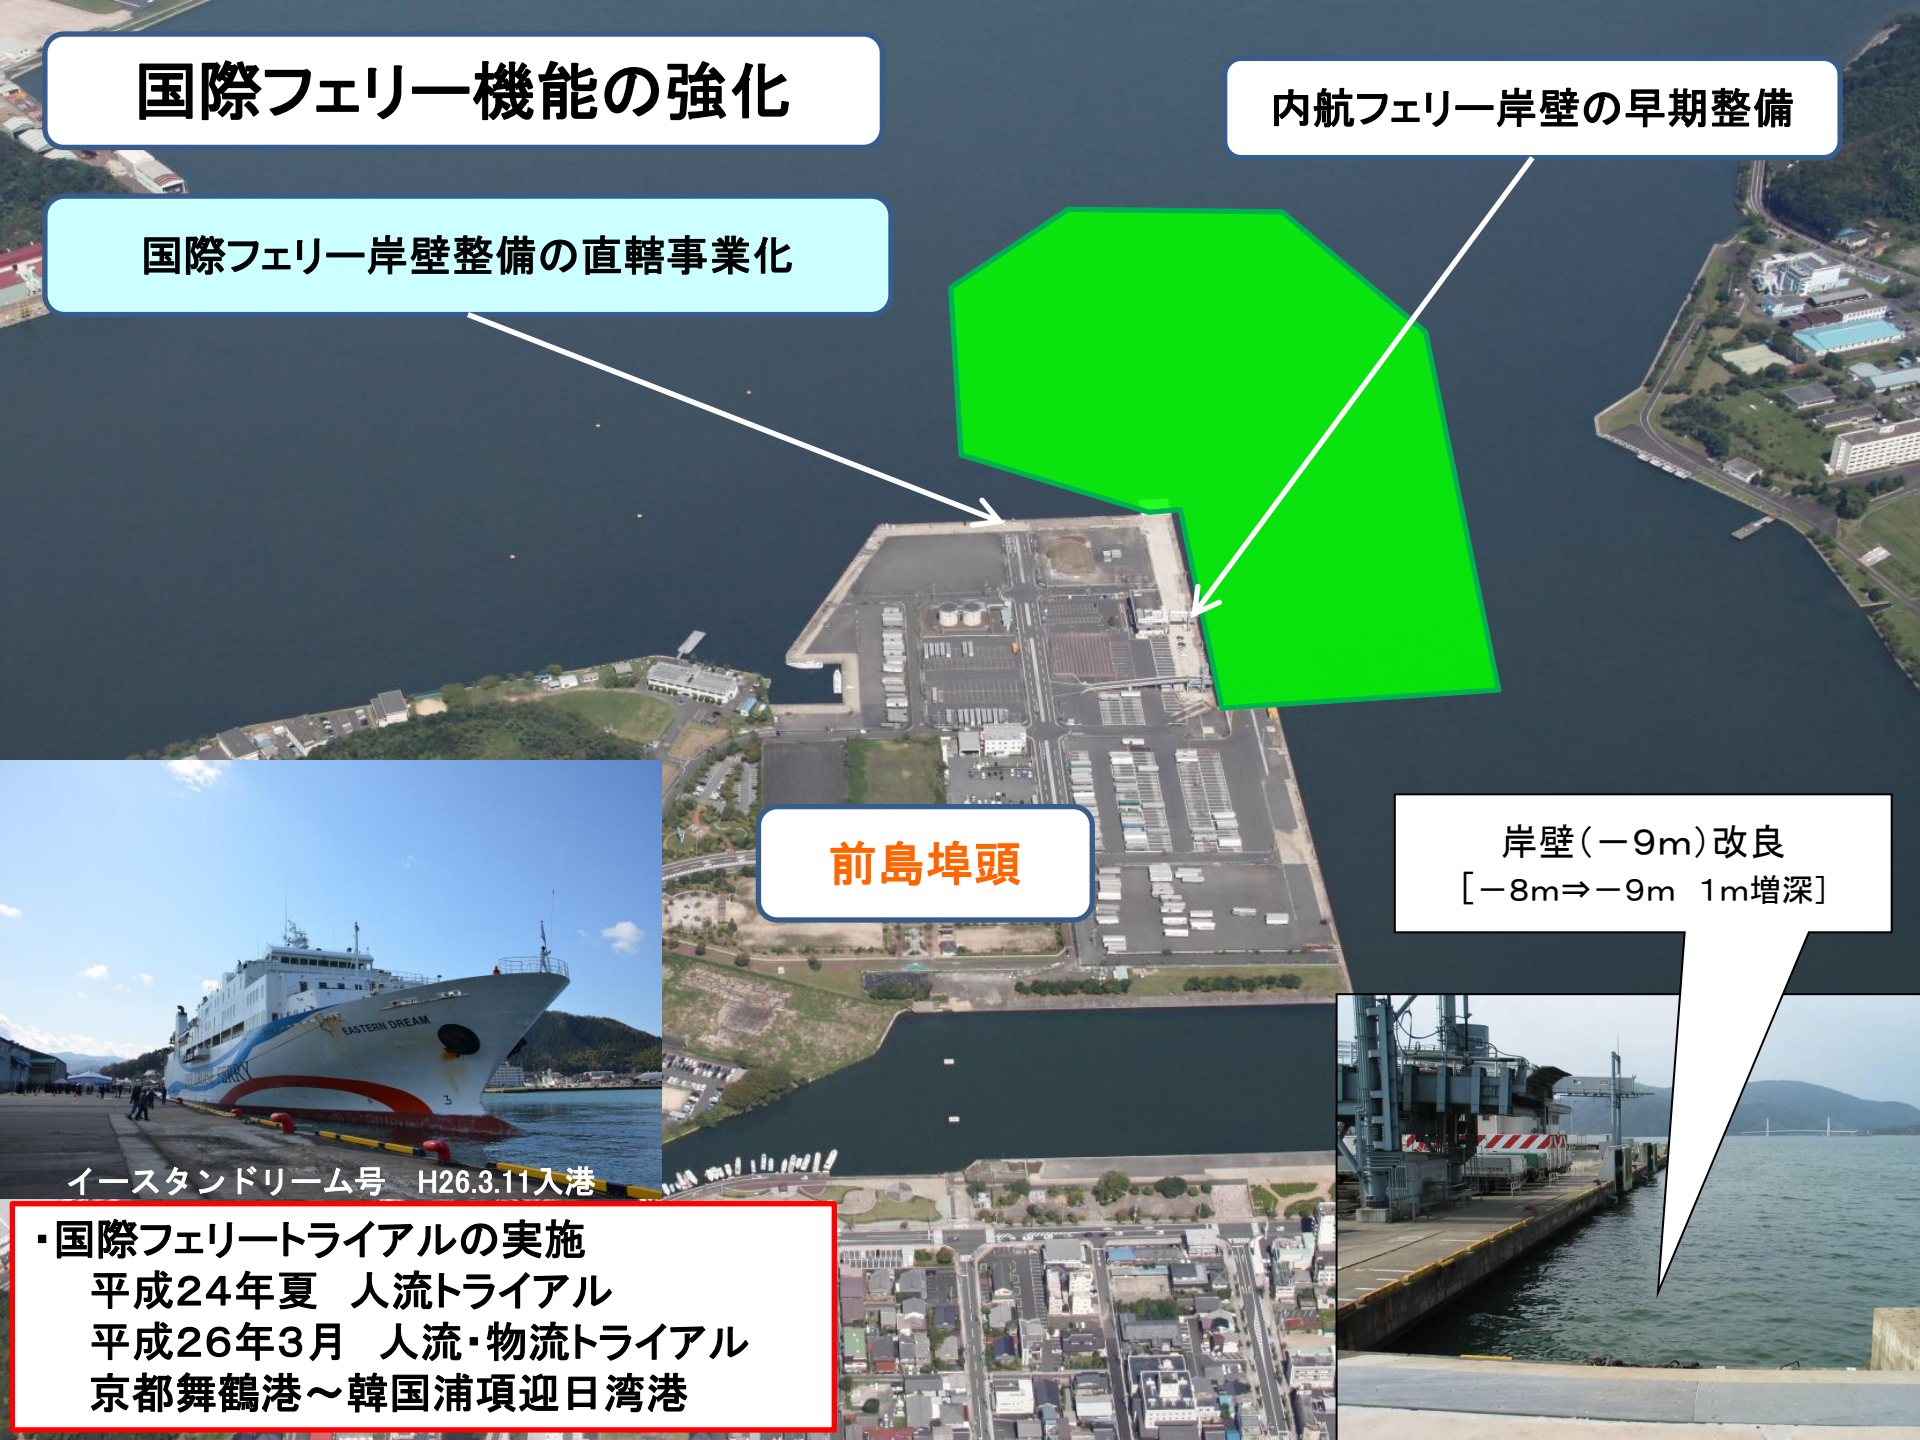 国際フェリー機能の強化
内航フェリー岸壁の早期整備
国際フェリー岸壁整備の直轄事業化
前島埠頭
岸壁（－９ｍ）改良
［－８ｍ⇒－９ｍ　１ｍ増深］
EASTERN DREAM
FERRY
3
イースタンドリーム号　H26.3.11入港
・国際フェリートライアルの実施
平成２４年夏　人流トライアル
平成２６年３月　人流・物流トライアル
京都舞鶴港～韓国浦項迎日湾港